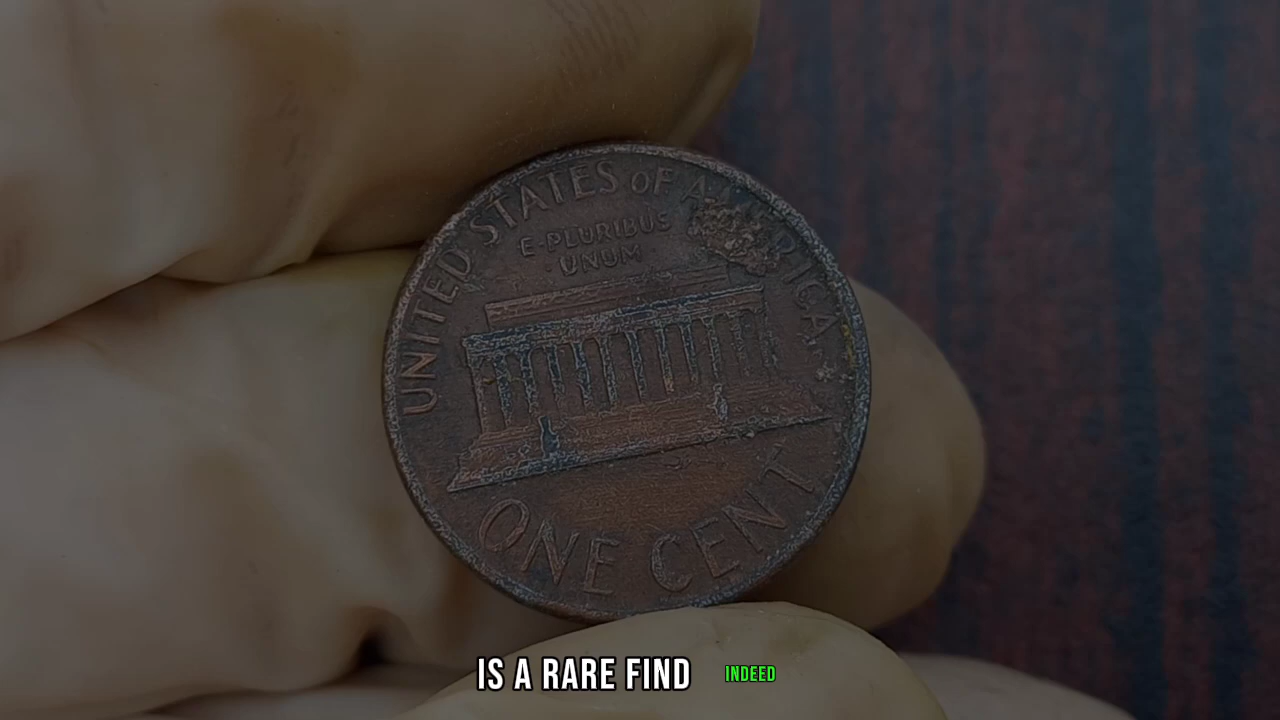 UNITED STATES OF AMERICA
E·PLURIBUS
UNUM
ONE CENT
IS A RARE FIND INDEED